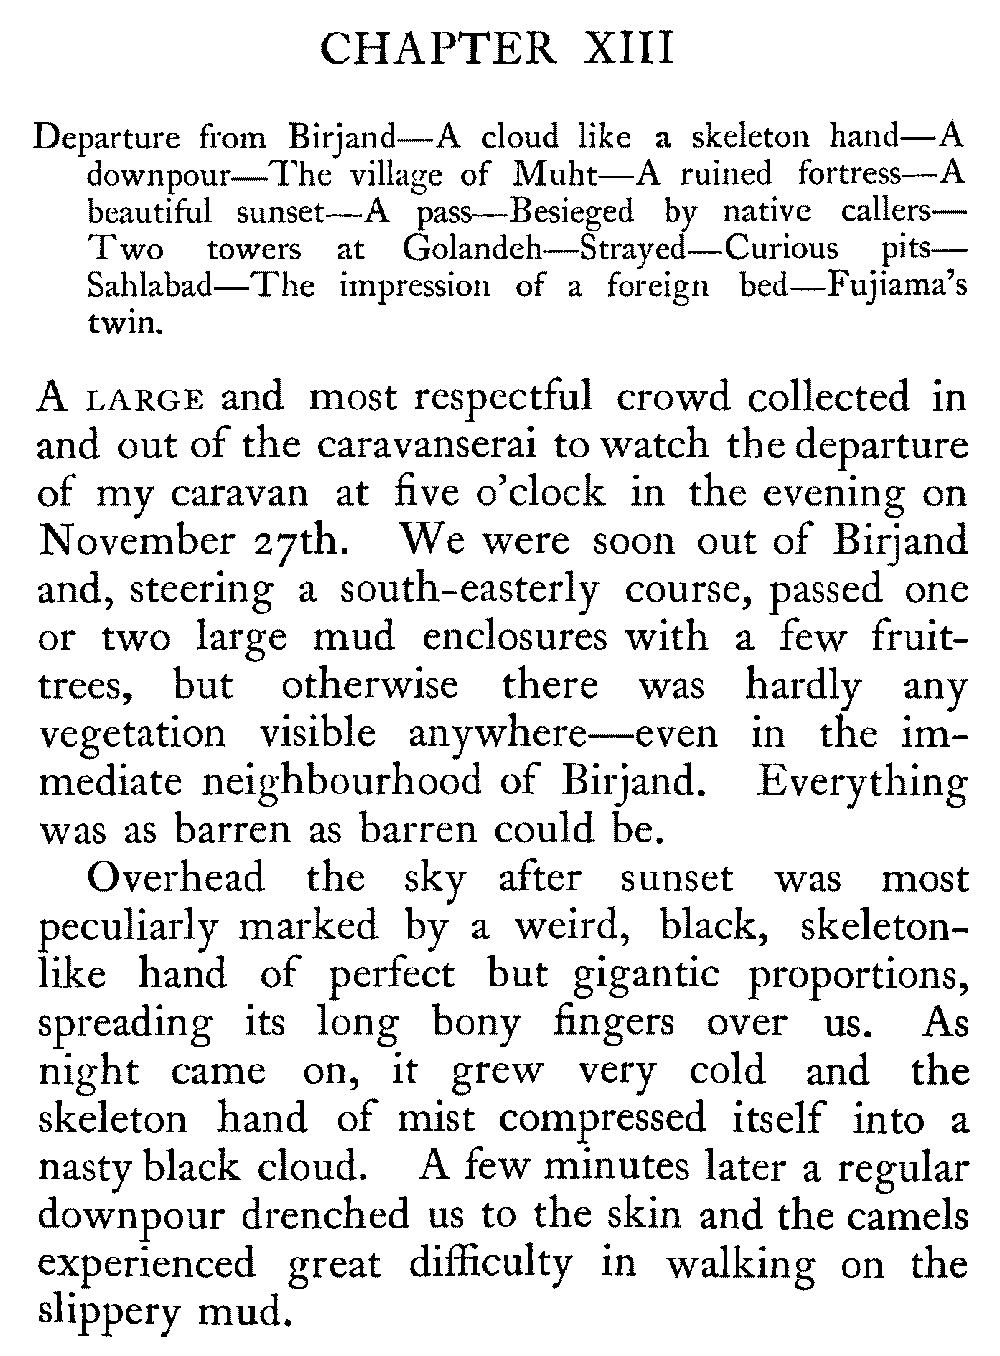 CHAPTER XIII
Departure from Birjand—A cloud like a skeleton hand—A
downpour—The village of Muht—A ruined fortress—A
beautiful sunset—A pass—Besieged by native callers—
Two towers at Golandeh—Strayed—Curious pits—
Sahlabad—The impression of a foreign bed—Fujiama's
twin.
A LARGE and most respectful crowd collected in
and out of the caravanserai to watch the departure
of my caravan at five o'clock in the evening on
November 27th. We were soon out of Birjand
and, steering a south-easterly course, passed one
or two large mud enclosures with a few fruit-
trees, but otherwise there was hardly any
vegetation visible anywhere—even in the im-
mediate neighbourhood of Birjand. Everything
was as barren as barren could be.
Overhead the sky after sunset was most
peculiarly marked by a weird, black, skeleton-
like hand of perfect but gigantic proportions,
spreading its long bony fingers over us. As
night came on, it grew very cold and the
skeleton hand of mist compressed itself into a
nasty black cloud. A few minutes later a regular
downpour drenched us to the skin and the camels
experienced great difficulty in walking on the
slippery mud.